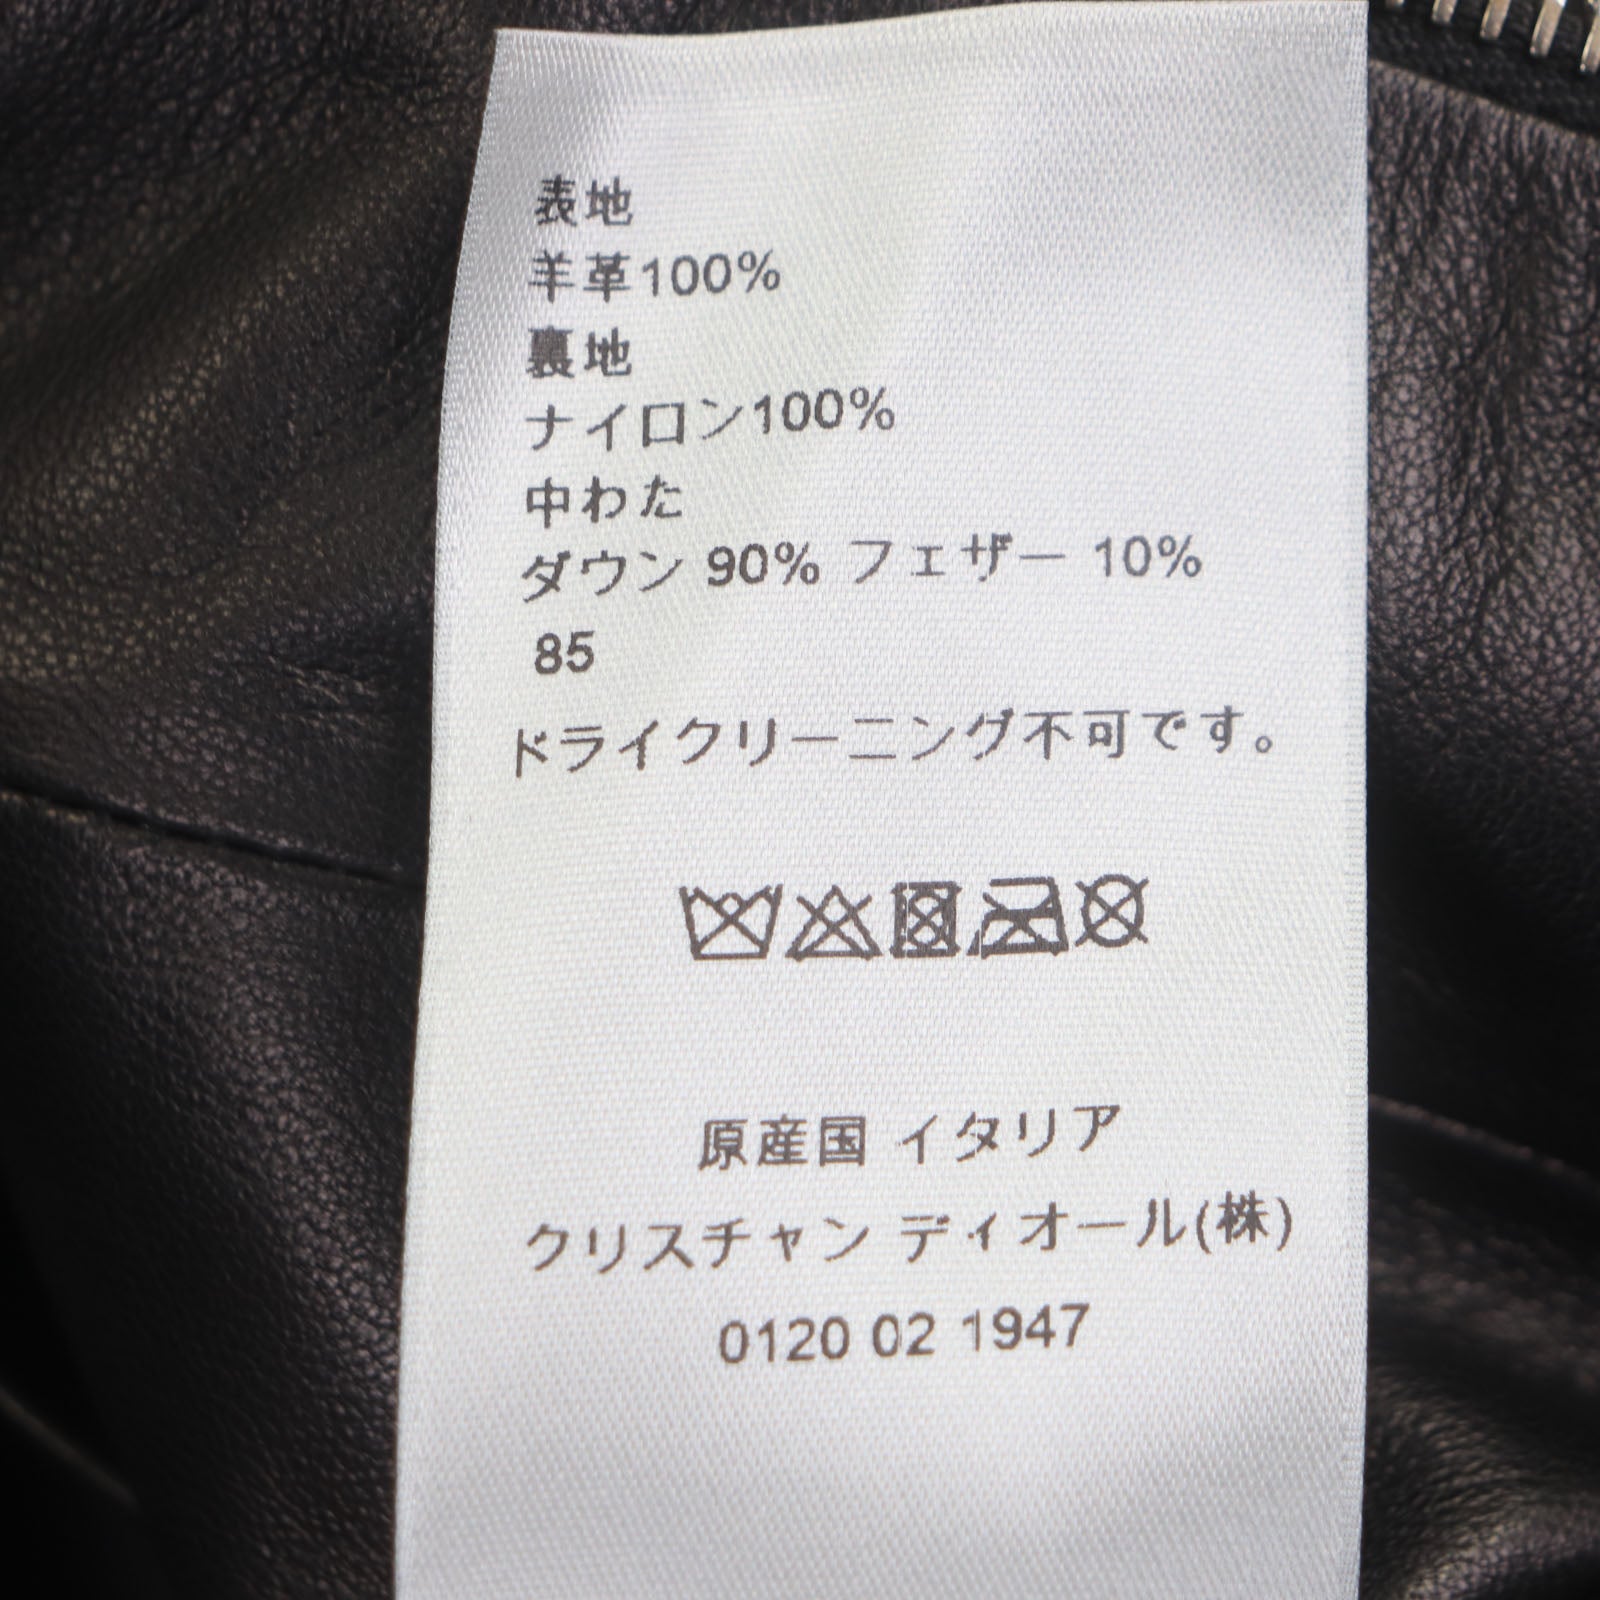 表地
羊革100%
裏地
ナイロン100%
中わた
ダウン 90% フェザー 10%
85
ドライクリーニング不可です。
原産国 イタリア
クリスチャン ディオール(株)
0120 02 1947